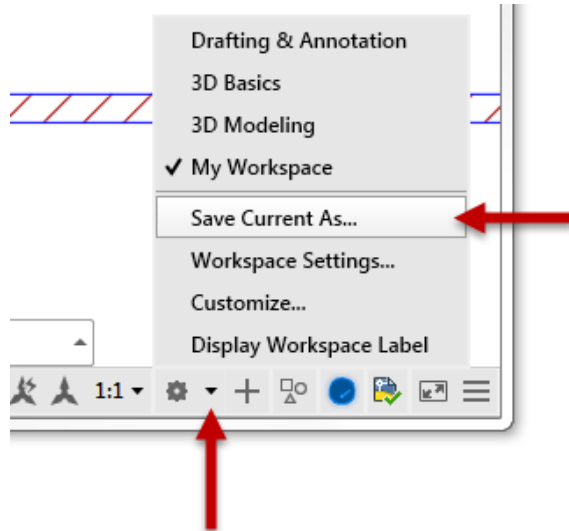 Drafting & Annotation
3D Basics
3D Modeling
My Workspace
Save Current As...
Workspace Settings...
Customize...
Display Workspace Label
1:1